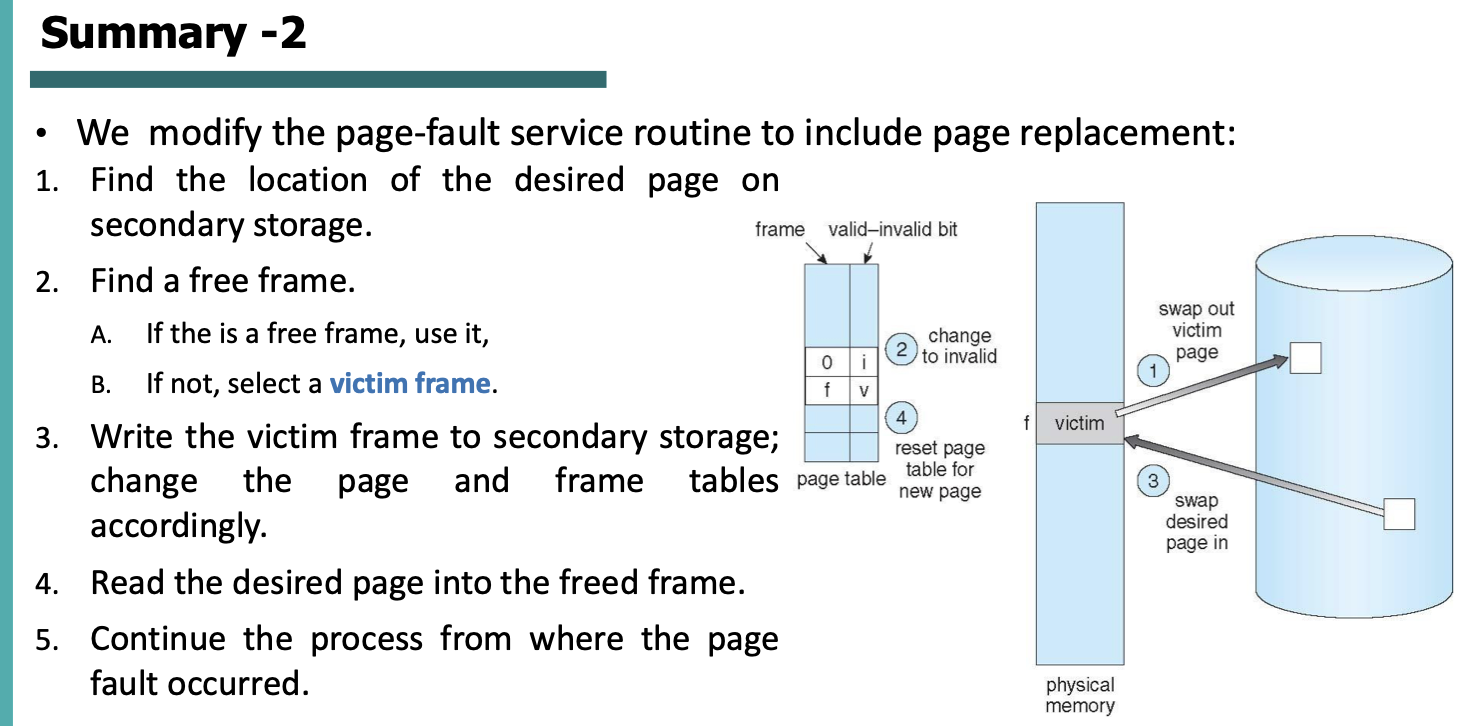 Summary -2
• We modify the page-fault service routine to include page replacement:
1. Find the location of the desired page on
secondary storage.
2. Find a free frame.
A. If the is a free frame, use it,
B. If not, select a victim frame.
3. Write the victim frame to secondary storage;
change the page and frame tables
accordingly.
4. Read the desired page into the freed frame.
5. Continue the process from where the page
fault occurred.
frame valid–invalid bit
0 i
f v
2 change
to invalid
4
reset page
table for
new page
page table
f victim
physical
memory
swap out
victim
page
1
3
swap
desired
page in